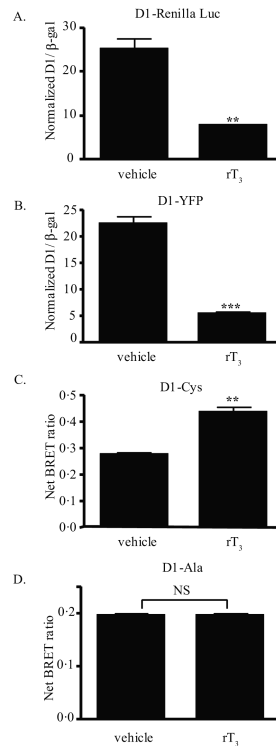 A.
D1-Renilla Luc
Normalized D1/ β-gal
30
20
10
0
**
vehicle
rT3
B.
D1-YFP
Normalized D1/ β-gal
25
20
15
10
5
0
***
vehicle
rT3
C.
D1-Cys
Net BRET ratio
0·5
0·4
0·3
0·2
0·1
0·0
**
vehicle
rT3
D.
D1-Ala
Net BRET ratio
0·2
0·1
0·0
NS
vehicle
rT3